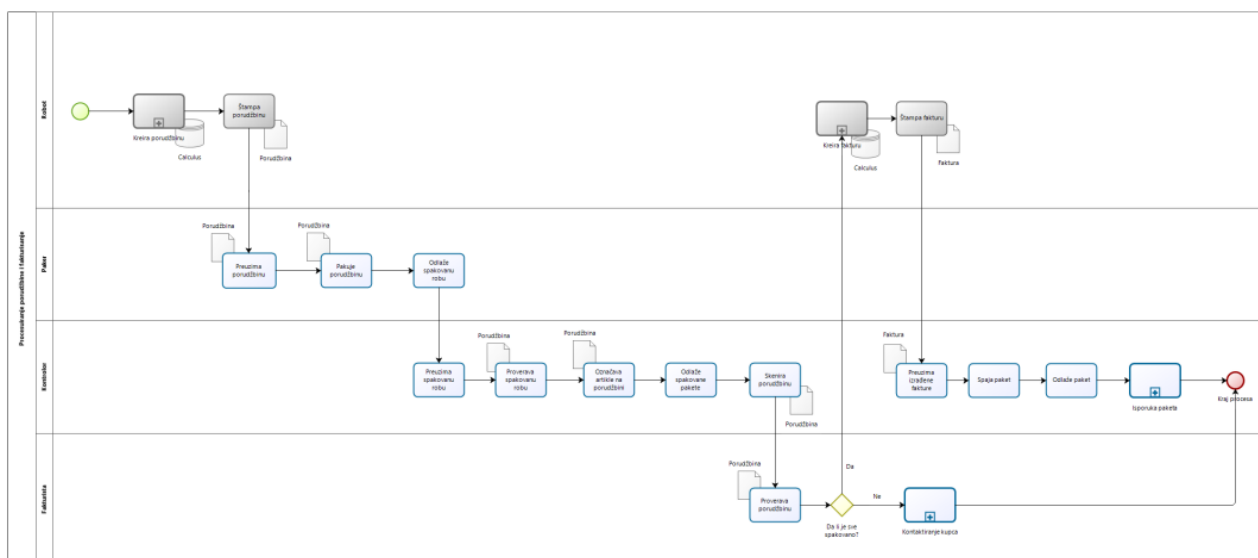 Procesuiranje porudžbine i fakturisanje
Robot
Kreira porudžbinu
Calculus
Štampa
porudžbinu
Porudžbina
Kreira fakturu
Calculus
Štampa fakturu
Faktura
Paker
Porudžbina
Preuzima
porudžbinu
Porudžbina
Pakuje
porudžbinu
Odlaže
spakovanu
robu
Kontrolor
Preuzima
spakovanu
robu
Porudžbina
Proverava
spakovanu
robu
Porudžbina
Označava
artikle na
porudžbini
Odlaže
spakovane
pakete
Skenira
porudžbinu
Porudžbina
Faktura
Preuzima
izrađene
fakture
Spaja paket
Odlaže paket
Isporuka paketa
Kraj procesa
Fakturista
Porudžbina
Proverava
porudžbinu
Da li je sve
spakovano?
Da
Ne
Kontaktiranje kupca